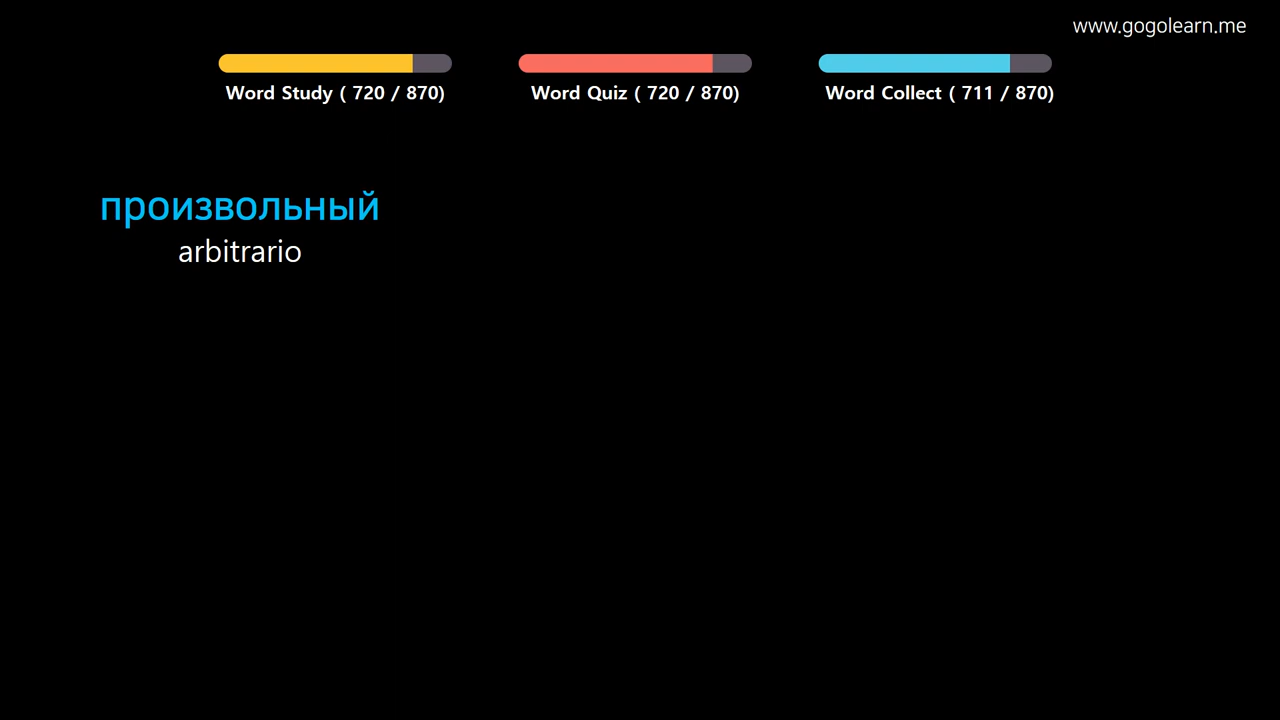 www.gogolearn.me
Word Study ( 720 / 870)
Word Quiz ( 720 / 870)
Word Collect ( 711 / 870)
произвольный
arbitrario